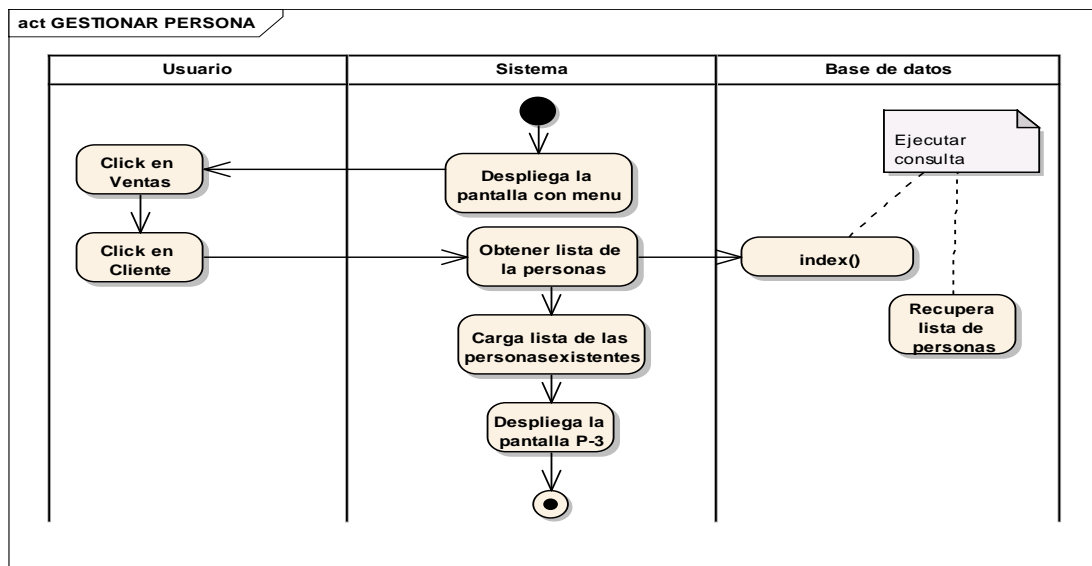 act GESTIONAR PERSONA
Usuario
Sistema
Base de datos
Ejecutar
consulta
Click en
Ventas
Despliega la
pantalla con menu
Click en
Cliente
Obtener lista de
la personas
index()
Recupera
lista de
personas
Carga lista de las
personasexistentes
Despliega la
pantalla P-3